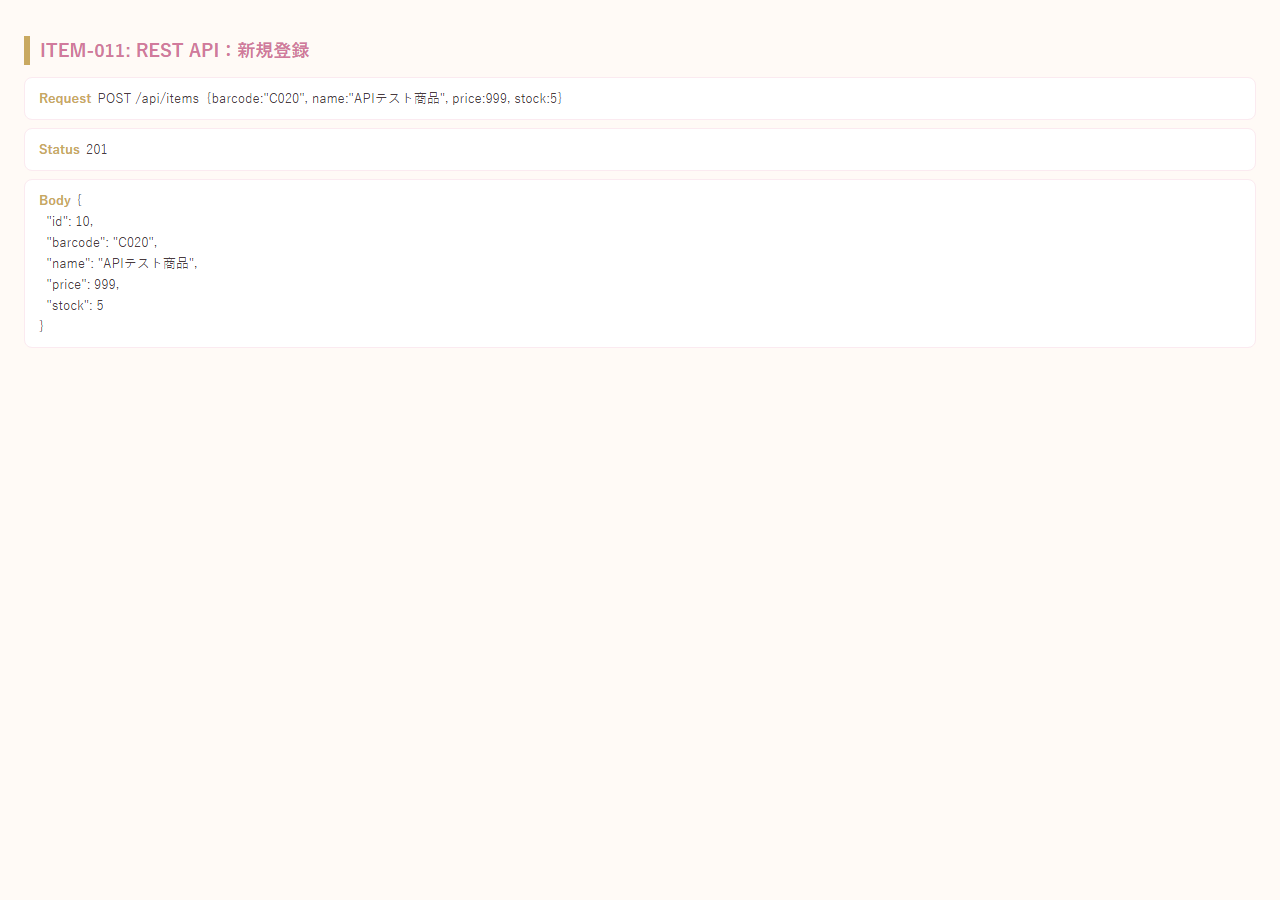 ITEM-011: REST API：新規登録
Request POST /api/items {barcode:"C020", name:"APIテスト商品", price:999, stock:5}
Status 201
Body {
  "id": 10,
  "barcode": "C020",
  "name": "APIテスト商品",
  "price": 999,
  "stock": 5
}